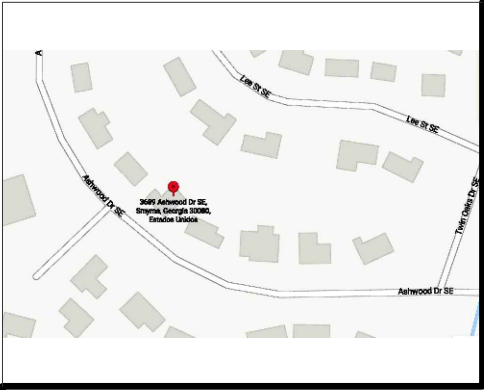 A
Lee St SE
Lee St SE
Ashwood Dr SE
3689 Ashwood Dr SE,
Smyrna, Georgia 30080,
Estados Unidos
Twin Oaks Dr SE
Ashwood Dr SE